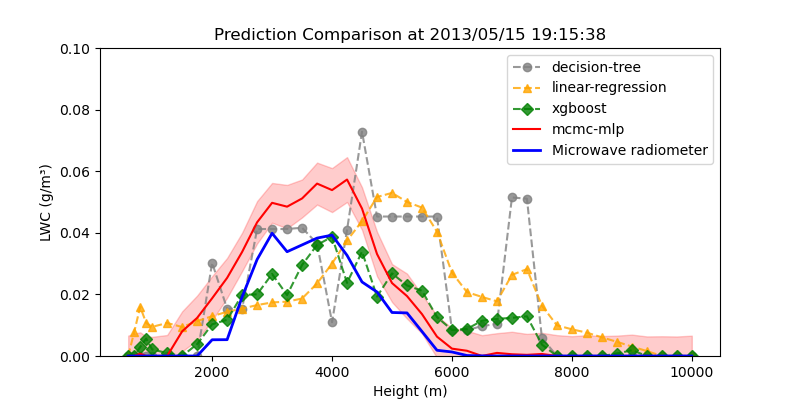 Prediction Comparison at 2013/05/15 19:15:38
0.10
0.08
0.06
0.04
0.02
0.00
LWC (g/m³)
decision-tree
linear-regression
xgboost
mcmc-mlp
Microwave radiometer
2000 4000 6000 8000 10000
Height (m)